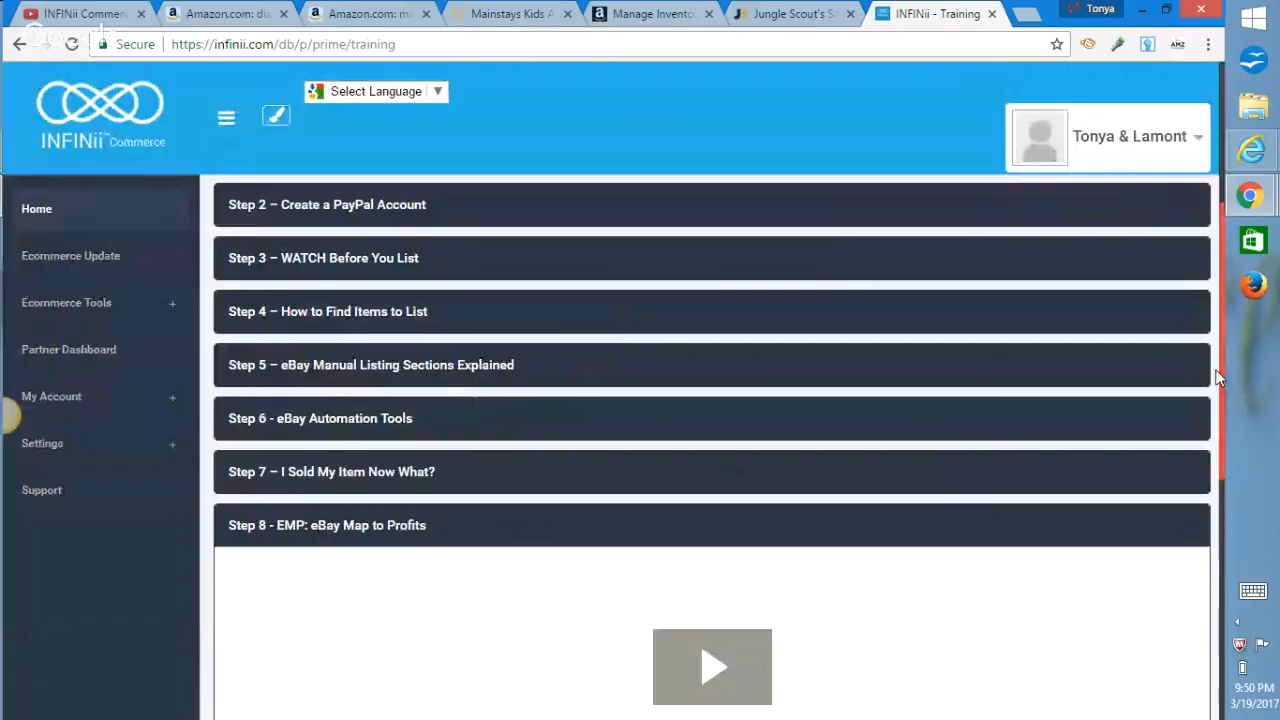 INFINii Commen
Amazon.com: dia
Amazon.com: ma
Mainstays Kids A
Manage Invento
Jungle Scout's S
INFINii - Training
Tonya
Secure
https://infinii.com/db/p/prime/training
AMZ
INFINii Commerce
Select Language
Tonya & Lamont
Home
Ecommerce Update
Ecommerce Tools +
Partner Dashboard
My Account +
Settings +
Support
Step 2 – Create a PayPal Account
Step 3 – WATCH Before You List
Step 4 – How to Find Items to List
Step 5 – eBay Manual Listing Sections Explained
Step 6 - eBay Automation Tools
Step 7 – I Sold My Item Now What?
Step 8 - EMP: eBay Map to Profits
9:50 PM
3/19/2017